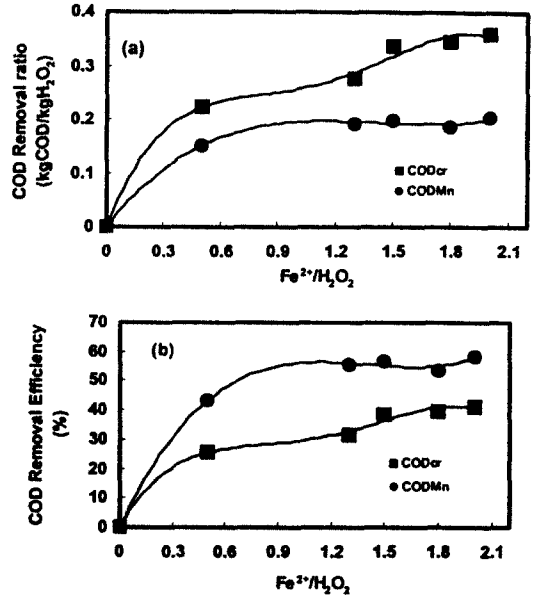 (a)
COD Removal ratio
(kgCOD/kgH₂O₂)
0.4
0.3
0.2
0.1
0
CODcr
CODMn
0 0.3 0.6 0.9 1.2 1.5 1.8 2.1
Fe²⁺/H₂O₂
(b)
COD Removal Efficiency
(%)
70
60
50
40
30
20
10
0
CODcr
CODMn
0 0.3 0.6 0.9 1.2 1.5 1.8 2.1
Fe²⁺/H₂O₂